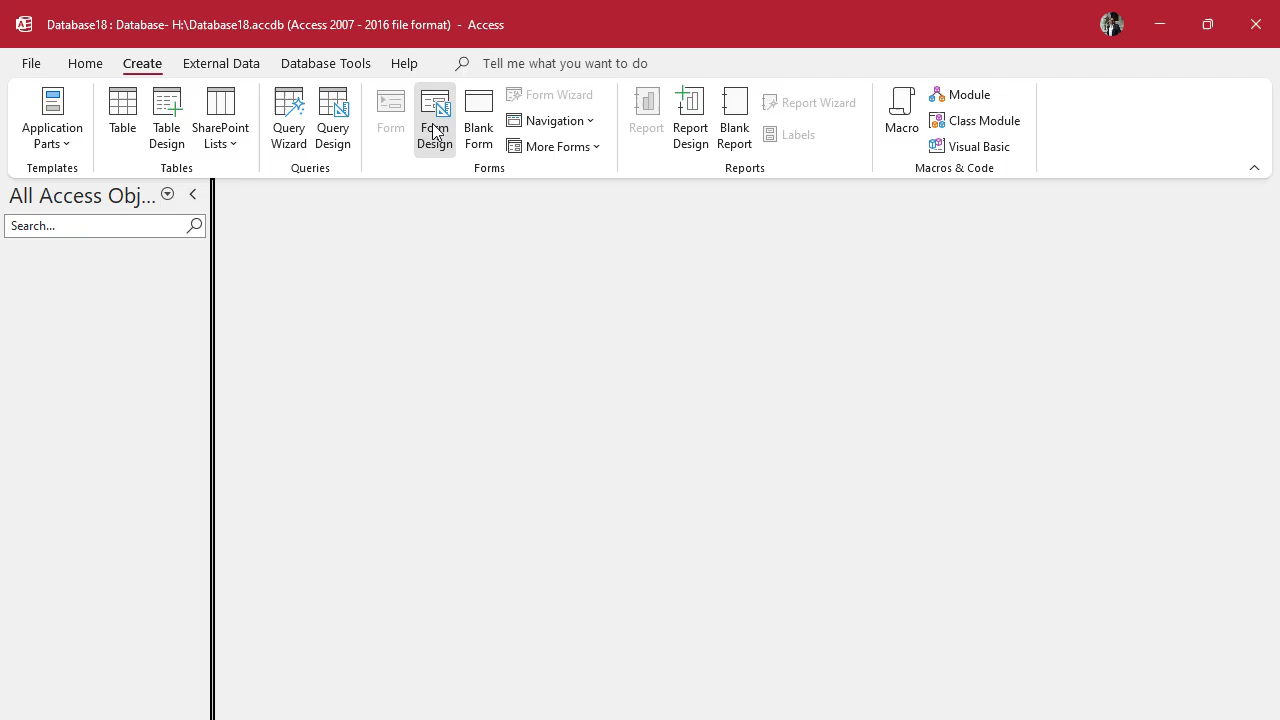 Database18 : Database- H:\Database18.accdb (Access 2007 - 2016 file format) - Access
File Home Create External Data Database Tools Help Tell me what you want to do
Application Parts
Templates
Table
Table Design
SharePoint Lists
Tables
Query Wizard
Query Design
Queries
Form
Form Design
Blank Form
Form Wizard
Navigation
More Forms
Forms
Report
Report Design
Blank Report
Report Wizard
Labels
Reports
Macro
Module
Class Module
Visual Basic
Macros & Code
All Access Obj...
Search...